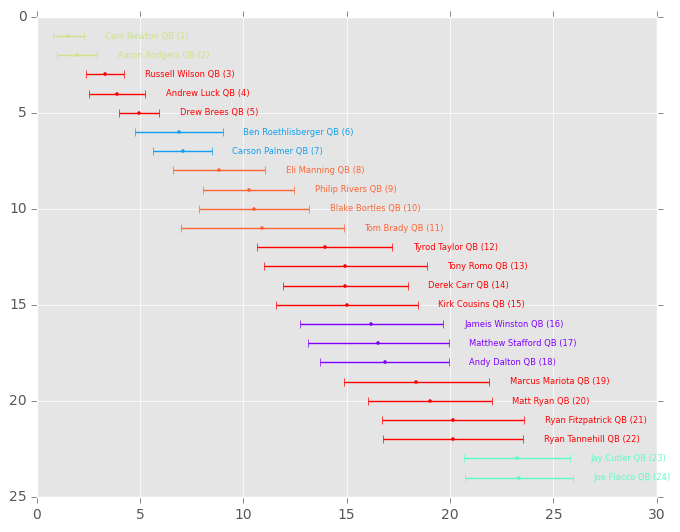 0
Cam Newton QB (1)
Aaron Rodgers QB (2)
Russell Wilson QB (3)
Andrew Luck QB (4)
5
Drew Brees QB (5)
Ben Roethlisberger QB (6)
Carson Palmer QB (7)
Eli Manning QB (8)
Philip Rivers QB (9)
10
Blake Bortles QB (10)
Tom Brady QB (11)
Tyrod Taylor QB (12)
Tony Romo QB (13)
Derek Carr QB (14)
15
Kirk Cousins QB (15)
Jameis Winston QB (16)
Matthew Stafford QB (17)
Andy Dalton QB (18)
Marcus Mariota QB (19)
20
Matt Ryan QB (20)
Ryan Fitzpatrick QB (21)
Ryan Tannehill QB (22)
Jay Cutler QB (23)
Joe Flacco QB (24)
25
0 5 10 15 20 25 30